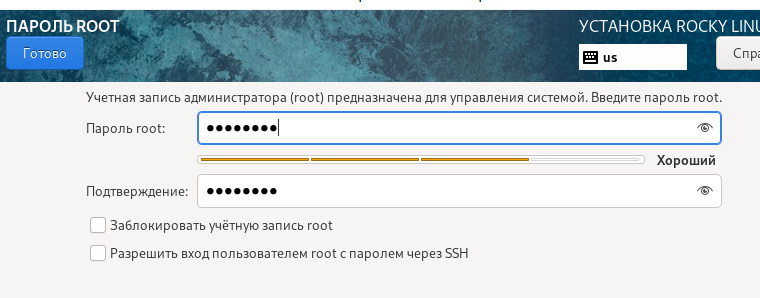 ПАРОЛЬ ROOT
УСТАНОВКА ROCKY LINU
Готово
us
Спра
Учетная запись администратора (root) предназначена для управления системой. Введите пароль root.
Пароль root: ●●●●●●●●
Хороший
Подтверждение: ●●●●●●●●
Заблокировать учётную запись root
Разрешить вход пользователем root с паролем через SSH